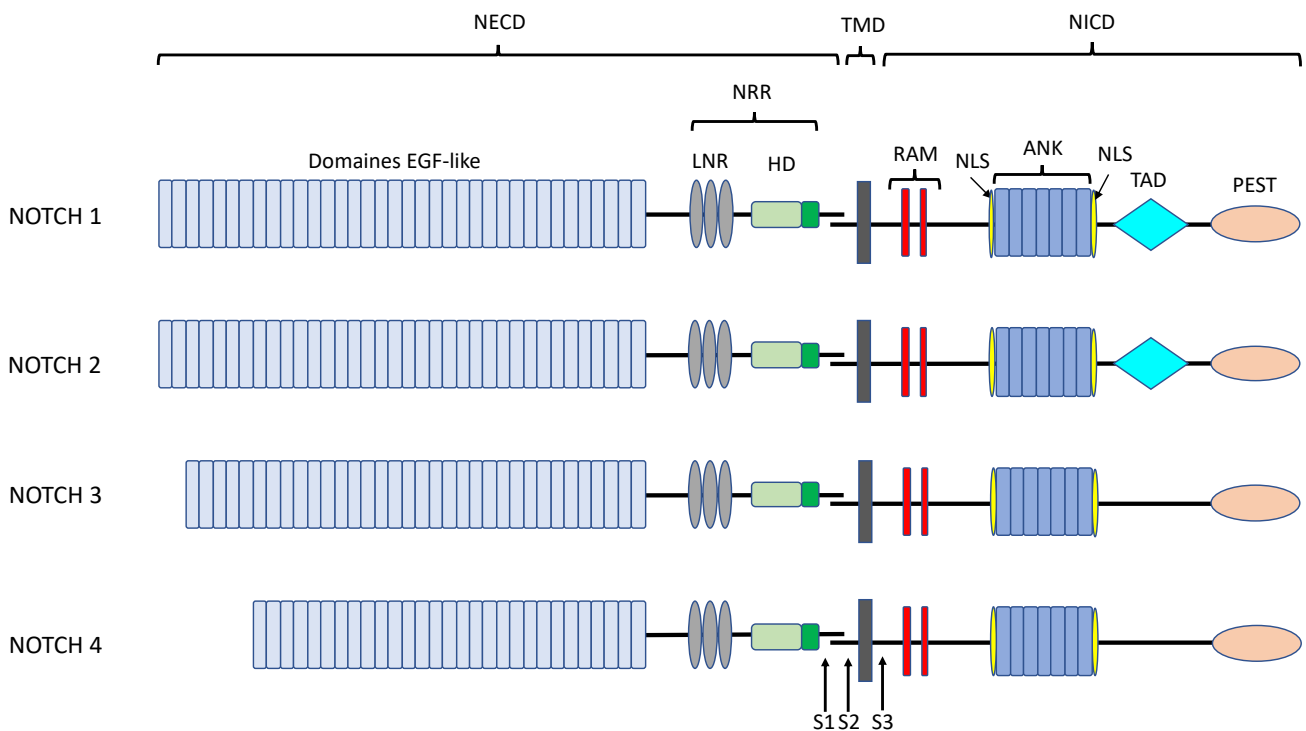 NECD
TMD
NICD
NRR
Domaines EGF-like
LNR
HD
RAM
NLS
ANK
NLS
TAD
PEST
NOTCH 1
NOTCH 2
NOTCH 3
NOTCH 4
S1 S2 S3